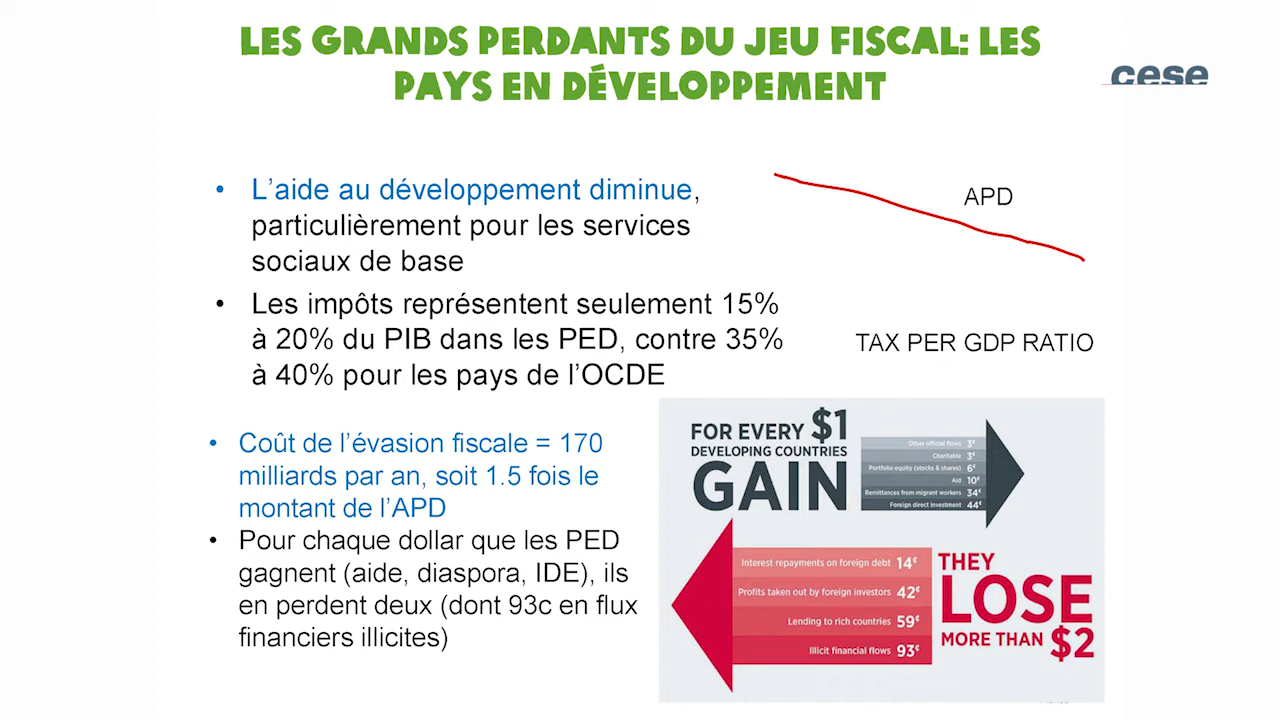 LES GRANDS PERDANTS DU JEU FISCAL: LES
PAYS EN DÉVELOPPEMENT
cese
• L’aide au développement diminue,
particulièrement pour les services
sociaux de base
APD
• Les impôts représentent seulement 15%
à 20% du PIB dans les PED, contre 35%
à 40% pour les pays de l’OCDE
TAX PER GDP RATIO
• Coût de l’évasion fiscale = 170
milliards par an, soit 1.5 fois le
montant de l’APD
• Pour chaque dollar que les PED
gagnent (aide, diaspora, IDE), ils
en perdent deux (dont 93c en flux
financiers illicites)
FOR EVERY $1
DEVELOPING COUNTRIES
GAIN
Other official flows 3¢
Charitable 3¢
Portfolio equity (stocks & shares) 6¢
Aid 10¢
Remittances from migrant workers 34¢
Foreign direct investment 44¢
Interest repayments on foreign debt 14¢
Profits taken out by foreign investors 42¢
Lending to rich countries 59¢
Illicit financial flows 93¢
THEY
LOSE
MORE THAN $2